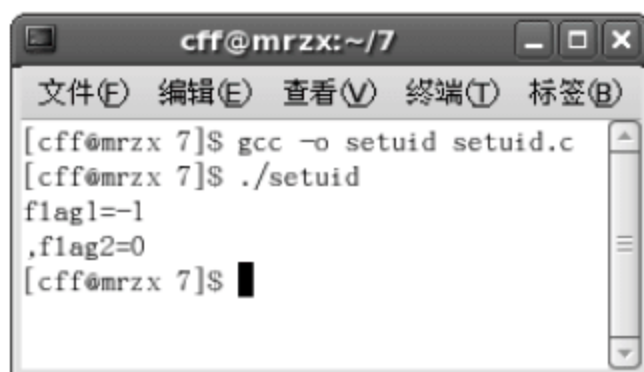 cff@mrzx:~/7
文件(F) 编辑(E) 查看(V) 终端(T) 标签(B)
[cff@mrzx 7]$ gcc -o setuid setuid.c
[cff@mrzx 7]$ ./setuid
flag1=-1
,flag2=0
[cff@mrzx 7]$